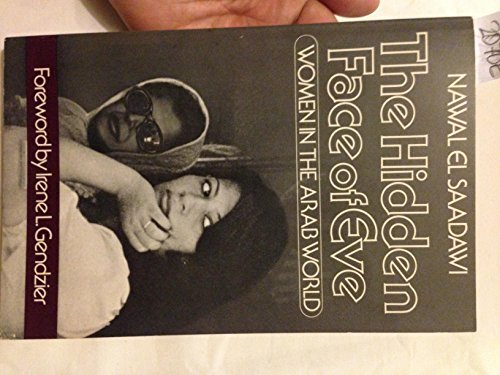 NAWAL EL SAADAWI
The Hidden
Face of Eve
WOMEN IN THE ARAB WORLD
Foreword by Irene L. Gendzier